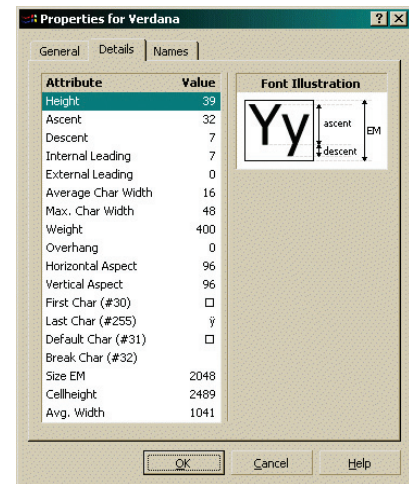 Properties for Verdana
General Details Names
Attribute Value
Height 39
Ascent 32
Descent 7
Internal Leading 7
External Leading 0
Average Char Width 16
Max. Char Width 48
Weight 400
Overhang 0
Horizontal Aspect 96
Vertical Aspect 96
First Char (#30) □
Last Char (#255) ÿ
Default Char (#31) □
Break Char (#32)
Size EM 2048
Cellheight 2489
Avg. Width 1041
Font Illustration
Yy
ascent
EM
descent
OK Cancel Help